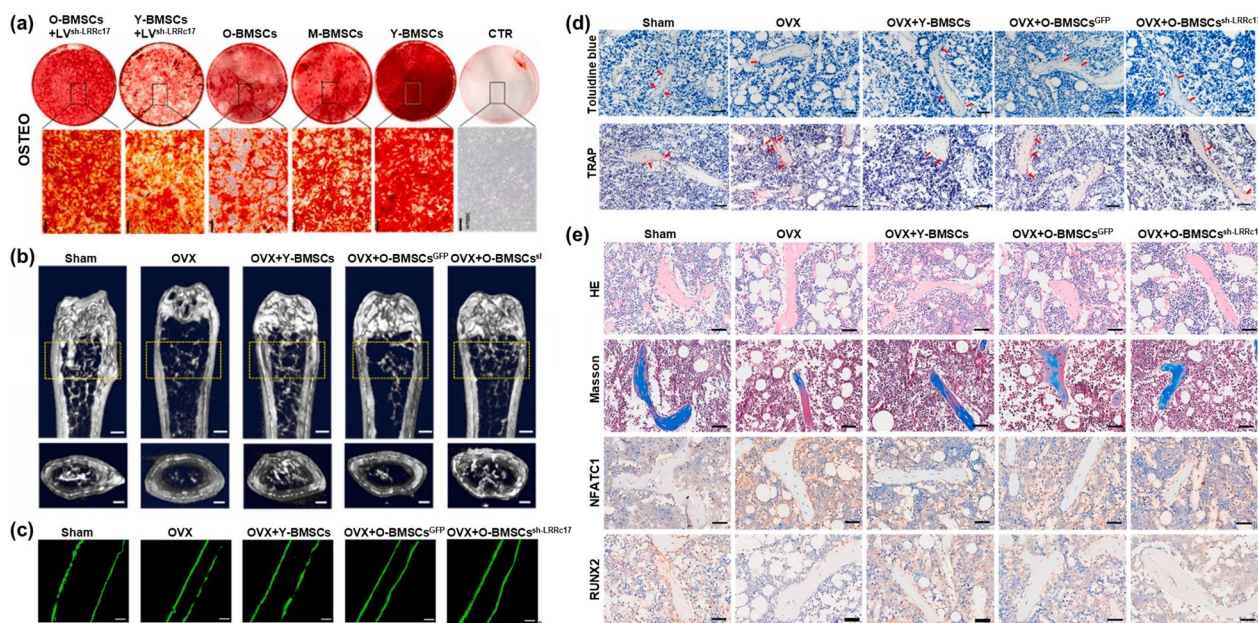 (a)
O-BMSCs
+LVsh-LRRc17
Y-BMSCs
+LVsh-LRRc17
O-BMSCs
M-BMSCs
Y-BMSCs
CTR
OSTEO
(b)
Sham
OVX
OVX+Y-BMSCs
OVX+O-BMSCsGFP
OVX+O-BMSCssl
(c)
Sham
OVX
OVX+Y-BMSCs
OVX+O-BMSCsGFP
OVX+O-BMSCssh-LRRc17
(d)
Sham
OVX
OVX+Y-BMSCs
OVX+O-BMSCsGFP
OVX+O-BMSCssh-LRRc17
Toluidine blue
TRAP
(e)
Sham
OVX
OVX+Y-BMSCs
OVX+O-BMSCsGFP
OVX+O-BMSCssh-LRRc1
HE
Masson
NFATC1
RUNX2